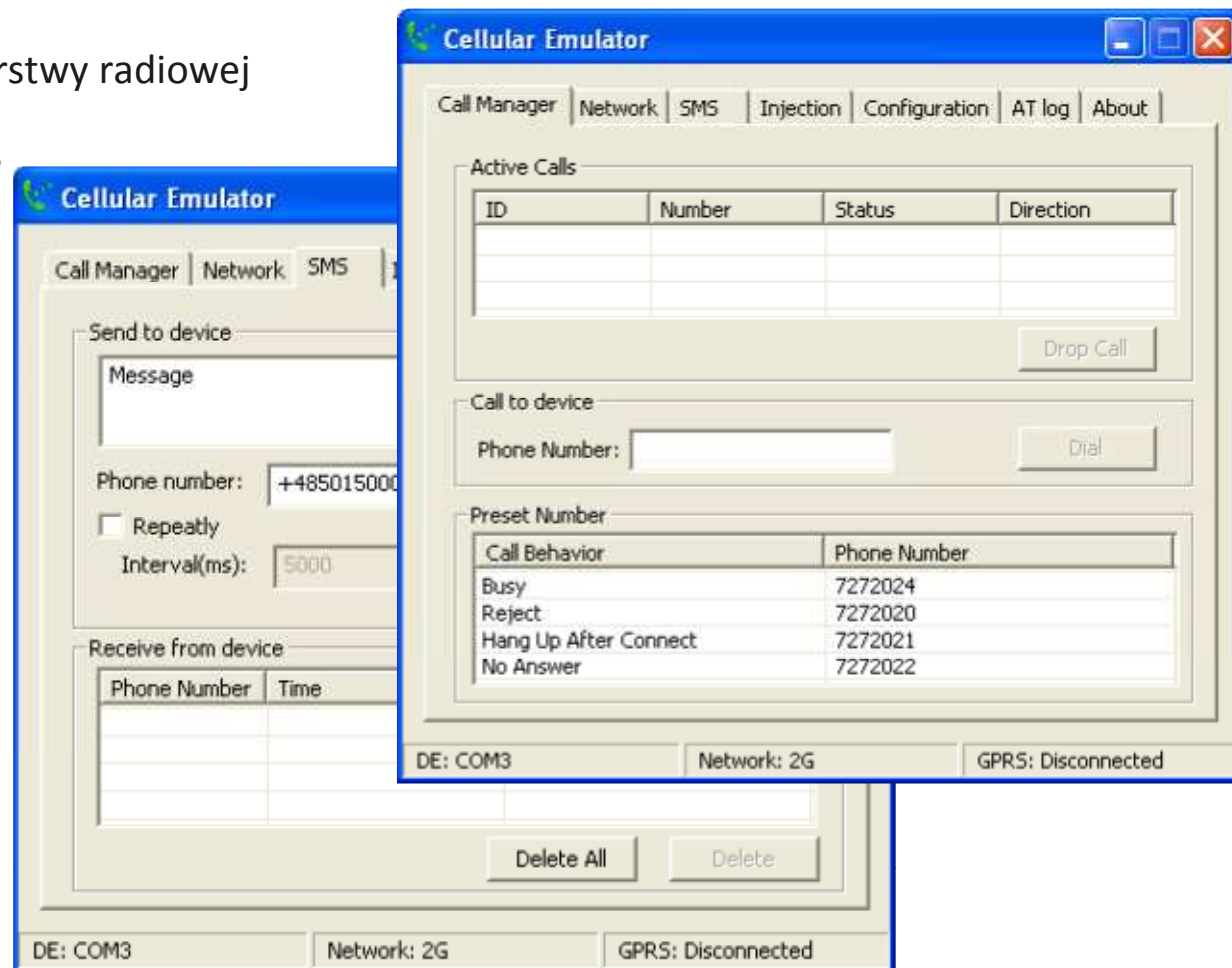 rstwy radiowej
Cellular Emulator
Call Manager Network SMS Injection Configuration AT log About
Active Calls
ID Number Status Direction
Drop Call
Call to device
Phone Number: Dial
Preset Number
Call Behavior Phone Number
Busy 7272024
Reject 7272020
Hang Up After Connect 7272021
No Answer 7272022
DE: COM3 Network: 2G GPRS: Disconnected
Cellular Emulator
Call Manager Network SMS
Send to device
Message
Phone number: +485015000
Repeatly
Interval(ms): 5000
Receive from device
Phone Number Time
Delete All Delete
DE: COM3 Network: 2G GPRS: Disconnected